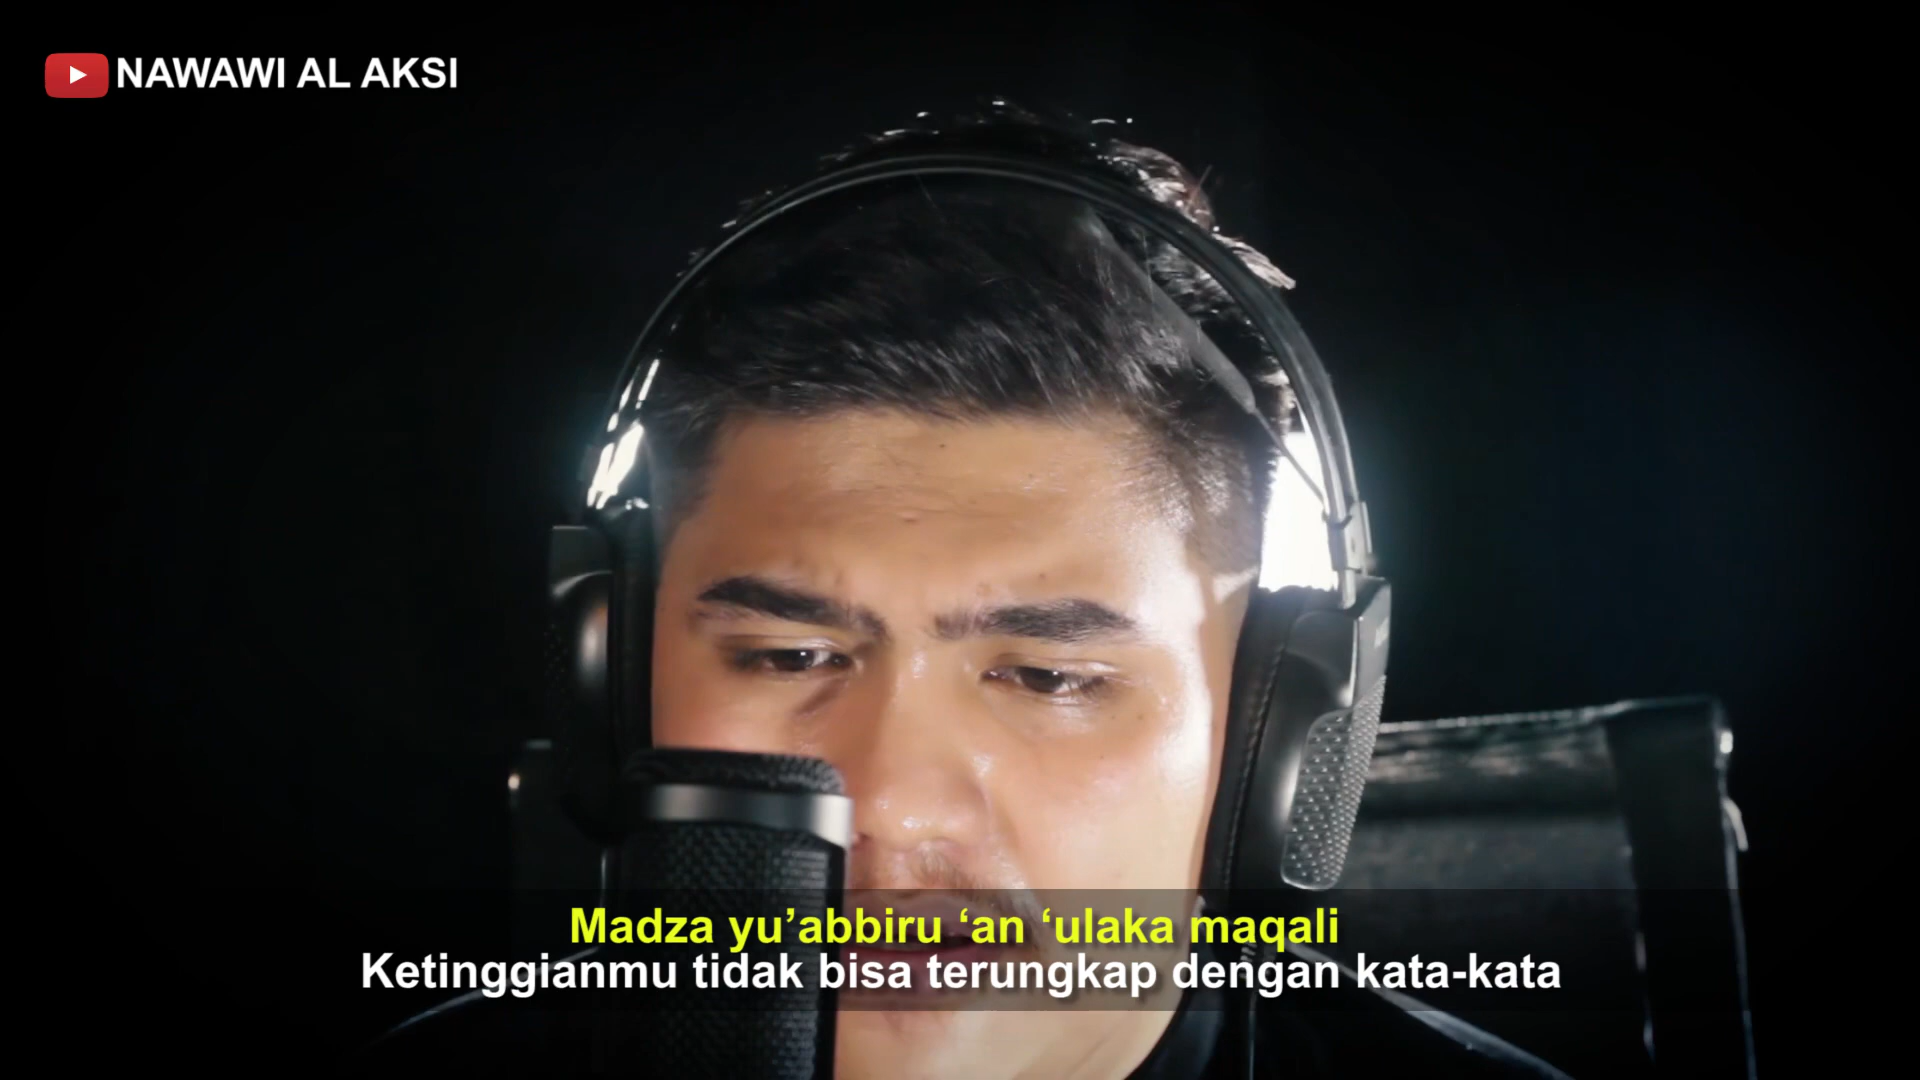 NAWAWI AL AKSI
Madza yu’abbiru ‘an ‘ulaka maqali
Ketinggianmu tidak bisa terungkap dengan kata-kata